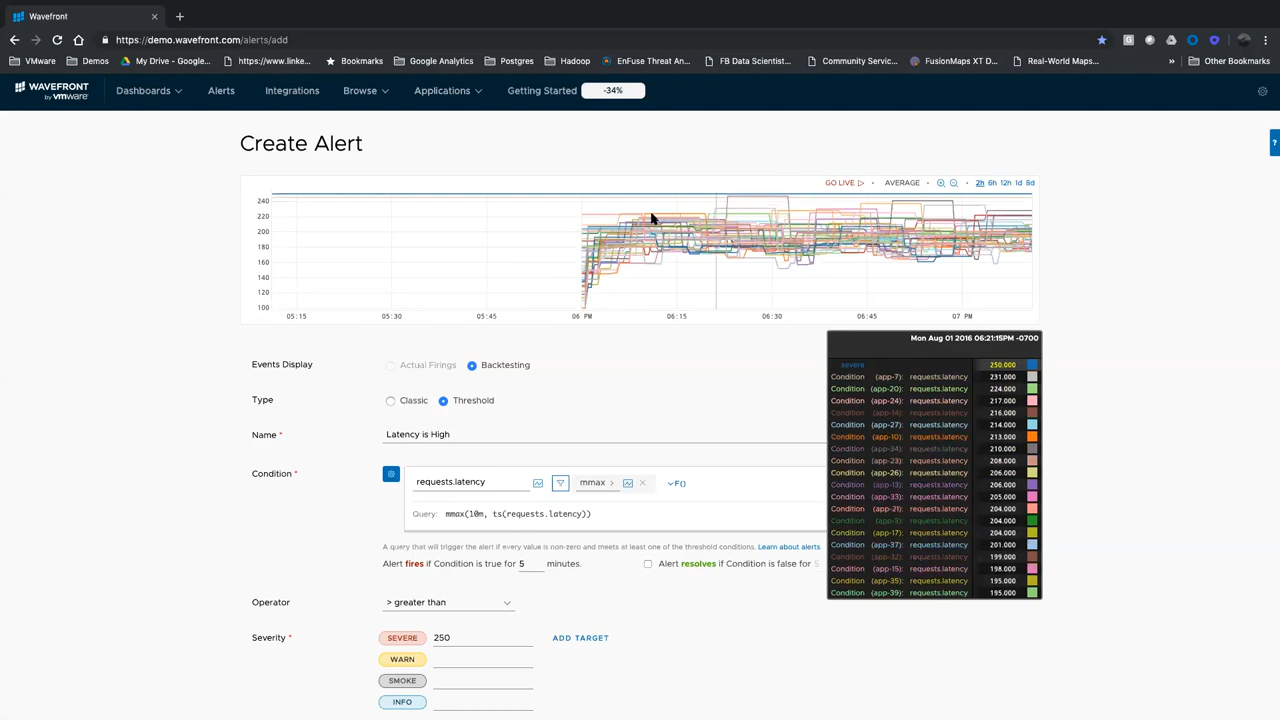 Wavefront
https://demo.wavefront.com/alerts/add
VMware Demos My Drive - Google... https://www.linke... Bookmarks Google Analytics Postgres Hadoop EnFuse Threat An... FB Data Scientist... Community Servic... FusionMaps XT D... Real-World Maps... » Other Bookmarks
WAVEFRONT
by vmware
Dashboards Alerts Integrations Browse Applications Getting Started -34%
?
Create Alert
GO LIVE AVERAGE 2h 6h 12h 1d 8d
240
220
200
180
160
140
120
100
05:15 05:30 05:45 06 PM 06:15 06:30 06:45 07 PM
Mon Aug 01 2016 06:21:15PM -0700
severe 250.000
Condition (app-7): requests.latency 231.000
Condition (app-20): requests.latency 224.000
Condition (app-24): requests.latency 217.000
Condition (app-14): requests.latency 216.000
Condition (app-27): requests.latency 214.000
Condition (app-10): requests.latency 213.000
Condition (app-34): requests.latency 210.000
Condition (app-23): requests.latency 208.000
Condition (app-26): requests.latency 206.000
Condition (app-13): requests.latency 206.000
Condition (app-33): requests.latency 205.000
Condition (app-21): requests.latency 204.000
Condition (app-3): requests.latency 204.000
Condition (app-17): requests.latency 204.000
Condition (app-37): requests.latency 201.000
Condition (app-32): requests.latency 199.000
Condition (app-15): requests.latency 198.000
Condition (app-35): requests.latency 195.000
Condition (app-39): requests.latency 195.000
Events Display Actual Firings Backtesting
Type Classic Threshold
Name * Latency is High
Condition * requests.latency mmax F()
Query: mmax(10m, ts(requests.latency))
A query that will trigger the alert if every value is non-zero and meets at least one of the threshold conditions. Learn about alerts.
Alert fires if Condition is true for 5 minutes. Alert resolves if Condition is false for
Operator > greater than
Severity * SEVERE 250 ADD TARGET
WARN
SMOKE
INFO